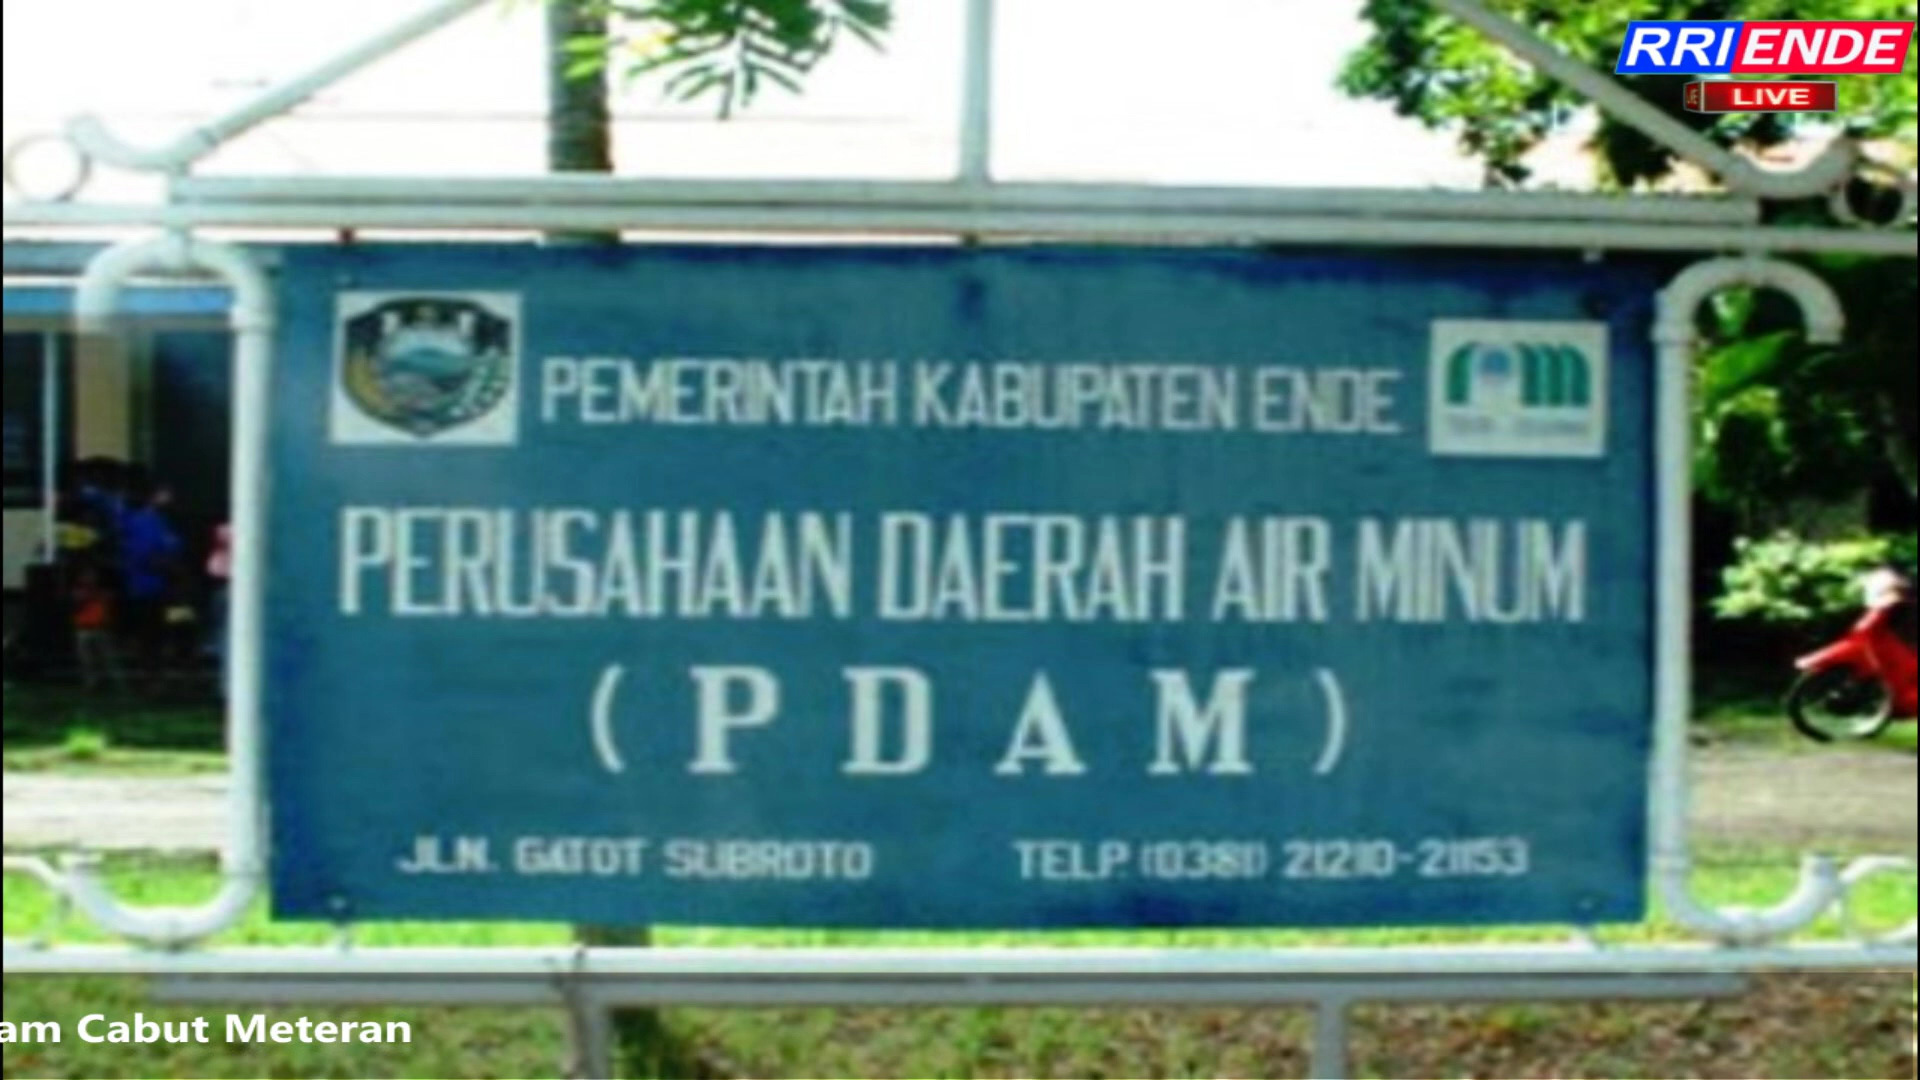 RRI ENDE
LIVE
PEMERINTAH KABUPATEN ENDE
PERUSAHAAN DAERAH AIR MINUM
( P D A M )
JLN. GATOT SUBROTO TELP. (0381) 21210-21153
am Cabut Meteran